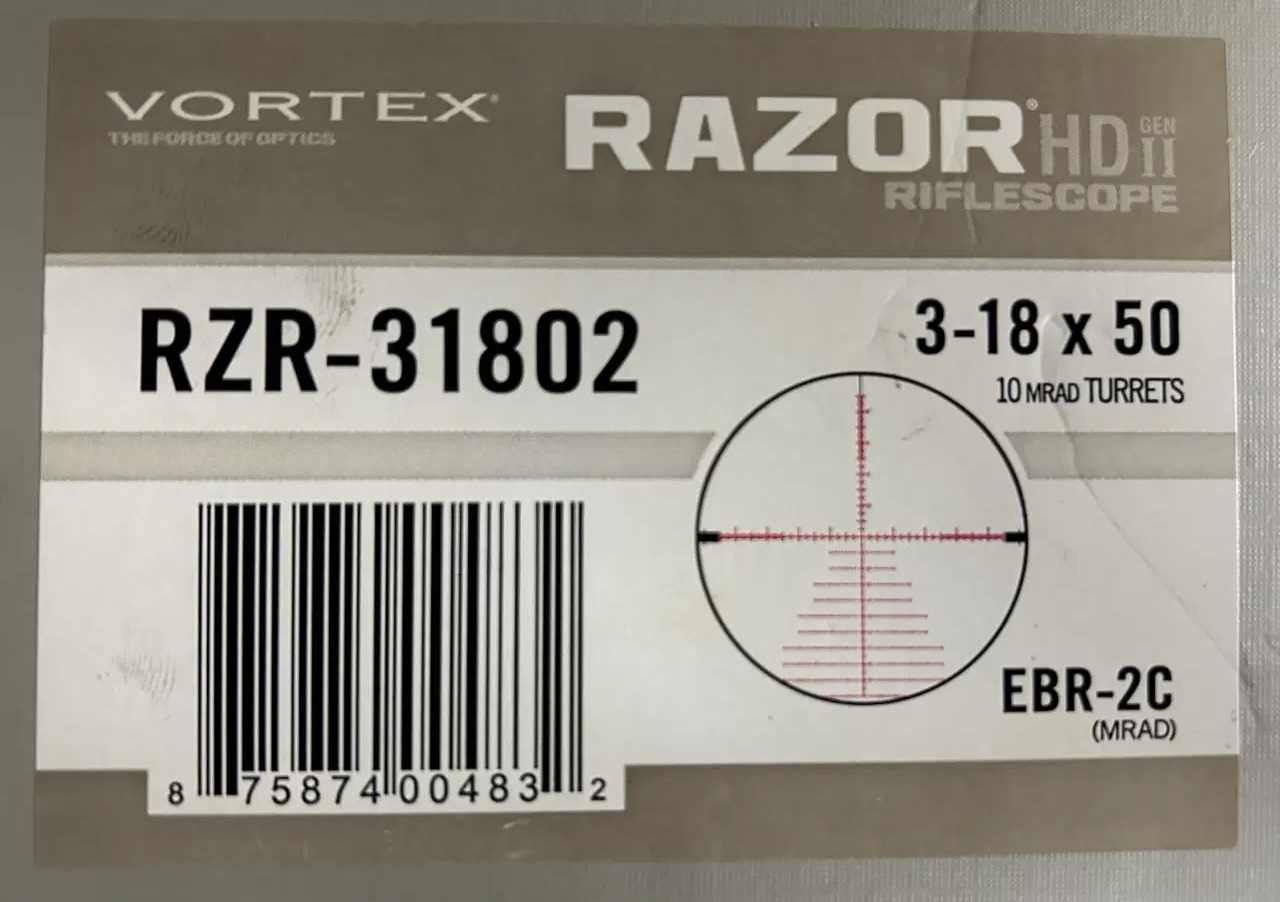 VORTEX®
THE FORCE OF OPTICS
RAZOR® HD GEN II
RIFLESCOPE
RZR-31802
3-18 x 50
10 MRAD TURRETS
EBR-2C
(MRAD)
8 75874 00483 2